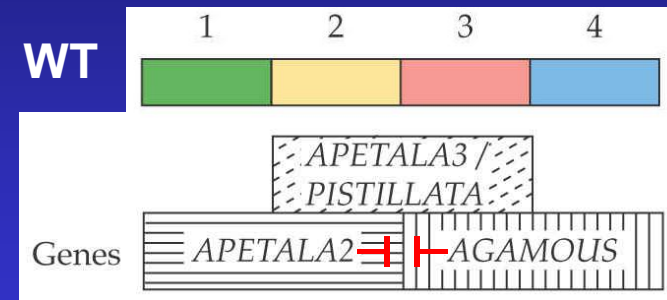 WT
1 2 3 4
APETALA3 /
PISTILLATA
Genes APETALA2 AGAMOUS